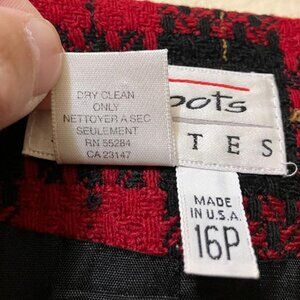 DRY CLEAN
ONLY
NETTOYER A SEC
SEULEMENT
RN 55284
CA 23147
oots
TES
MADE
IN U.S.A.
16P